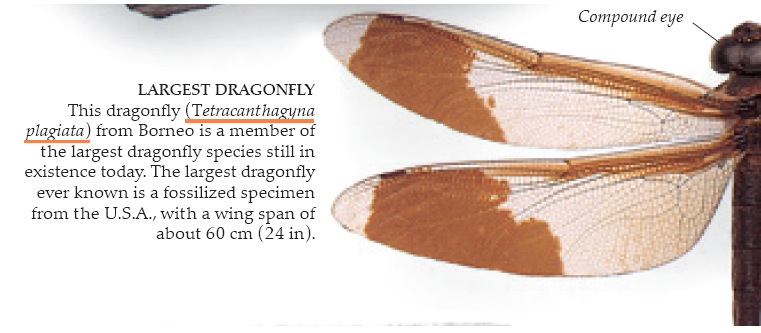 Compound eye
LARGEST DRAGONFLY
This dragonfly (Tetracanthagyna
plagiata) from Borneo is a member of
the largest dragonfly species still in
existence today. The largest dragonfly
ever known is a fossilized specimen
from the U.S.A., with a wing span of
about 60 cm (24 in).